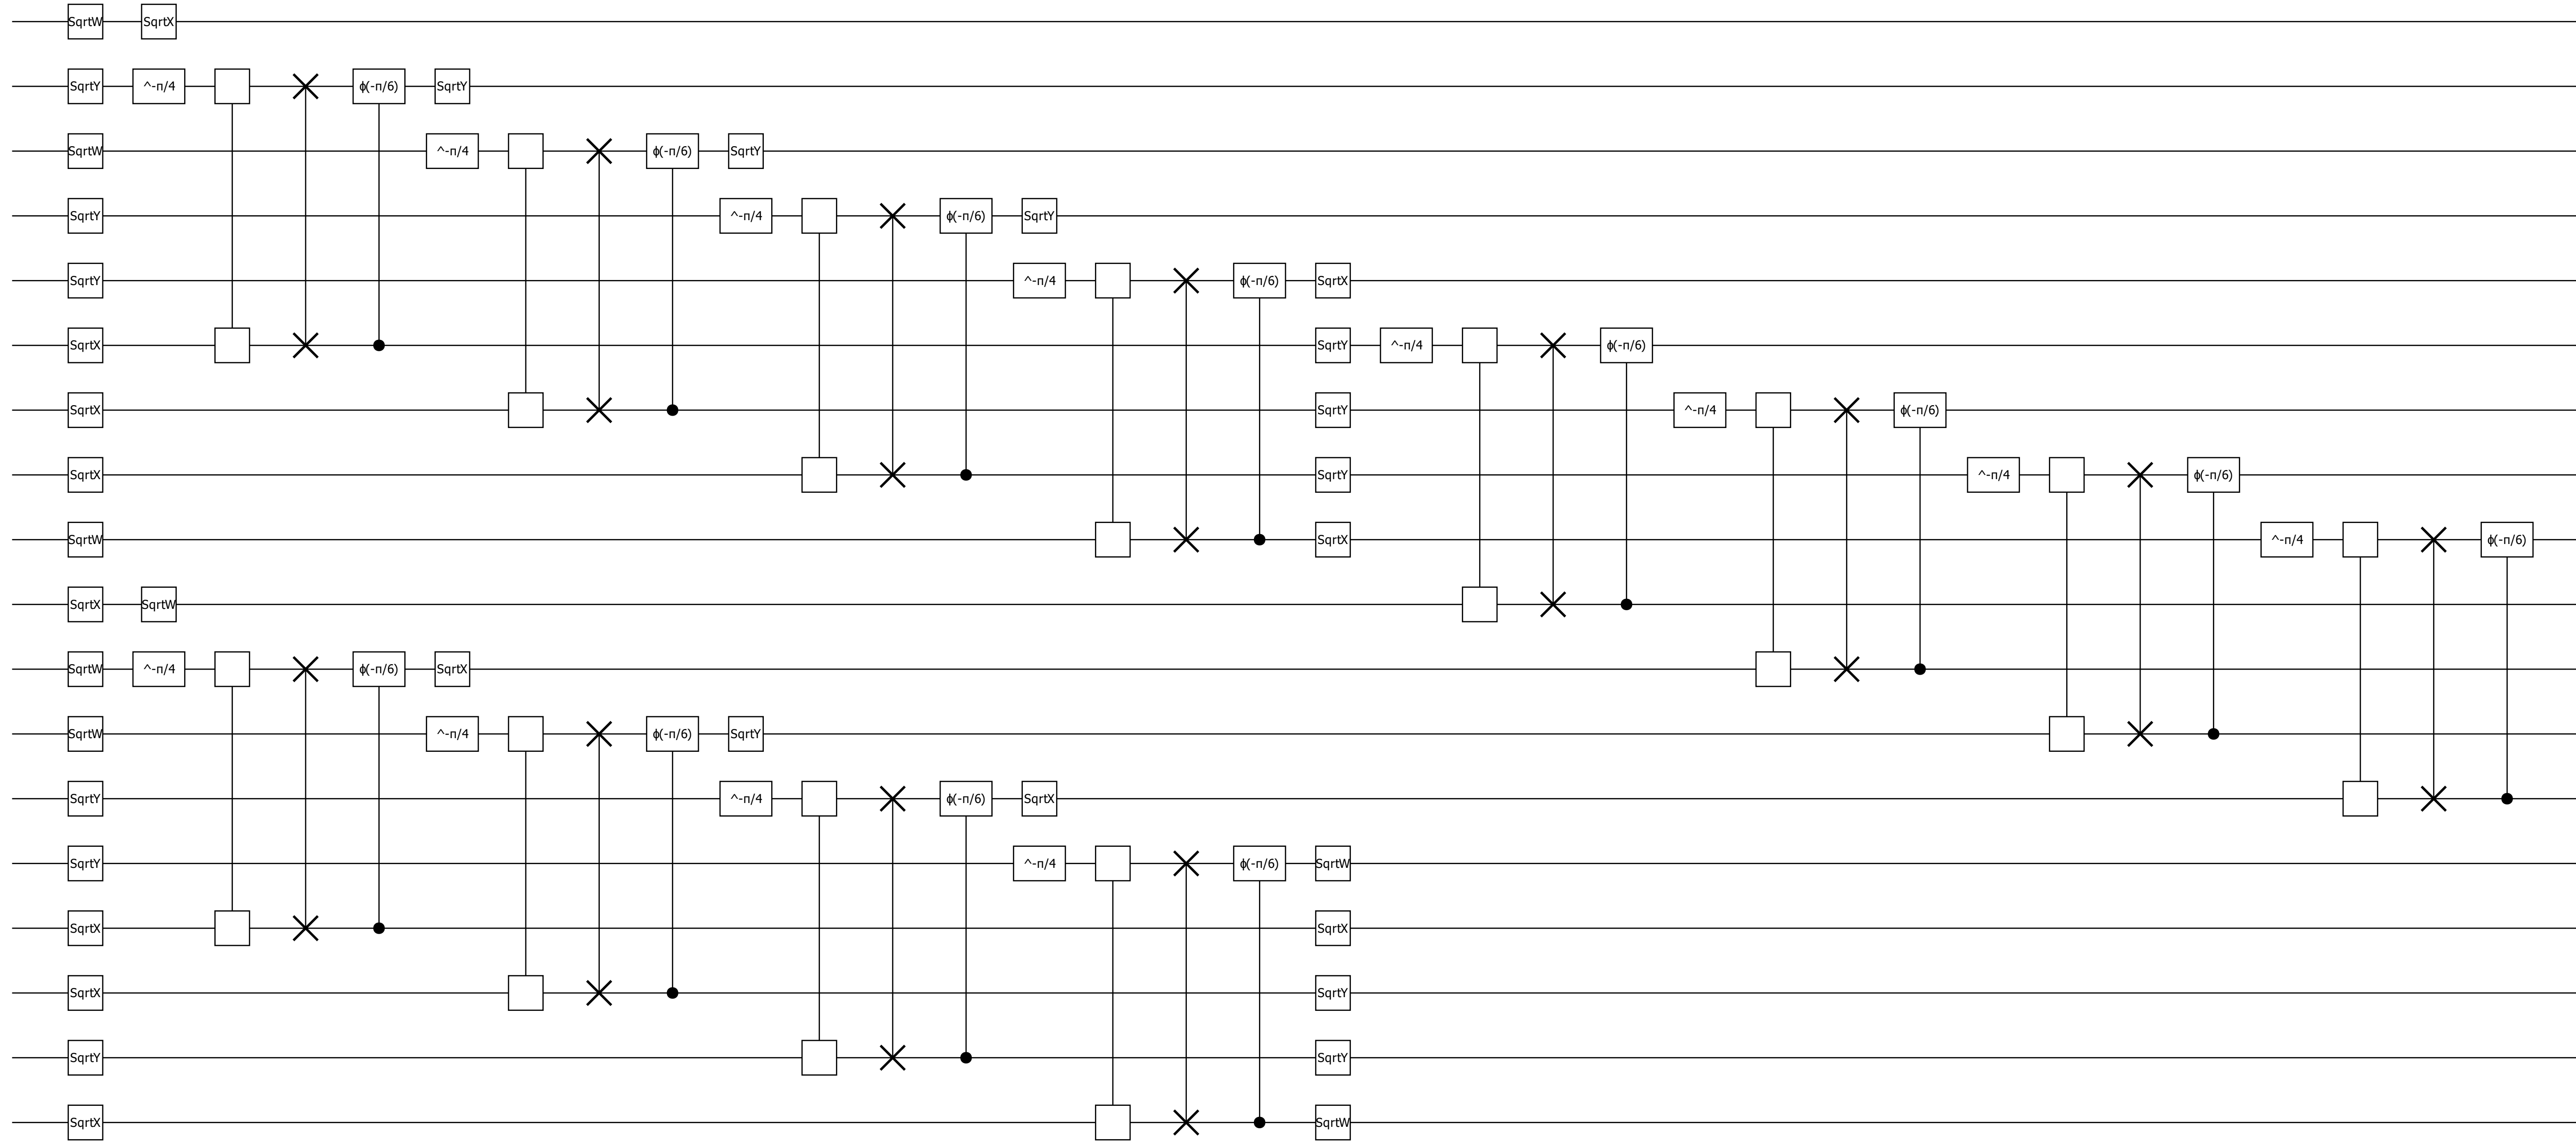 SqrtW SqrtX
SqrtY ^-π/4 ϕ(-π/6) SqrtY
SqrtW ^-π/4 ϕ(-π/6) SqrtY
SqrtY ^-π/4 ϕ(-π/6) SqrtY
SqrtY ^-π/4 ϕ(-π/6) SqrtX
SqrtX SqrtY ^-π/4 ϕ(-π/6)
SqrtX SqrtY ^-π/4 ϕ(-π/6)
SqrtX SqrtY ^-π/4 ϕ(-π/6)
SqrtW SqrtX ^-π/4 ϕ(-π/6)
SqrtX SqrtW
SqrtW ^-π/4 ϕ(-π/6) SqrtX
SqrtW ^-π/4 ϕ(-π/6) SqrtY
SqrtY ^-π/4 ϕ(-π/6) SqrtX
SqrtY ^-π/4 ϕ(-π/6) SqrtW
SqrtX SqrtX
SqrtX SqrtY
SqrtY SqrtY
SqrtX SqrtW